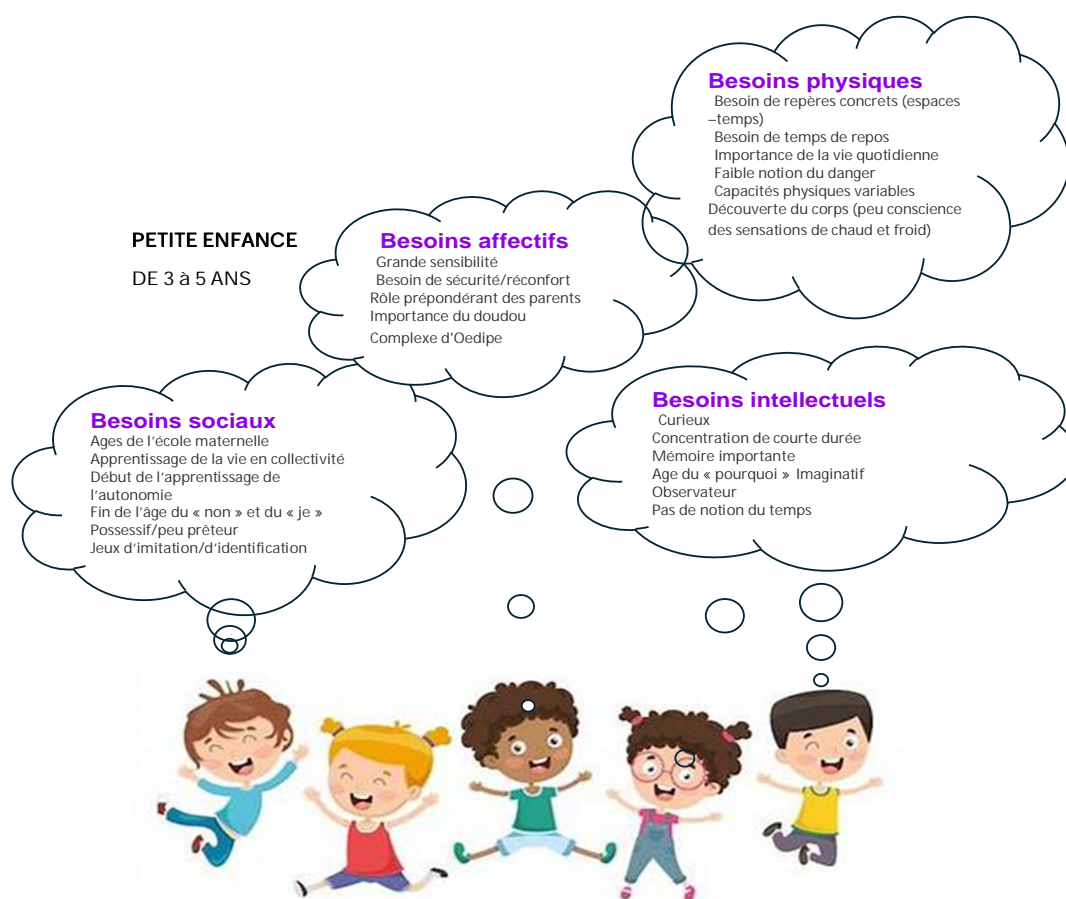 PETITE ENFANCE
DE 3 à 5 ANS
Besoins physiques
Besoin de repères concrets (espaces
–temps)
Besoin de temps de repos
Importance de la vie quotidienne
Faible notion du danger
Capacités physiques variables
Découverte du corps (peu conscience
des sensations de chaud et froid)
Besoins affectifs
Grande sensibilité
Besoin de sécurité/réconfort
Rôle prépondérant des parents
Importance du doudou
Complexe d'Oedipe
Besoins sociaux
Ages de l'école maternelle
Apprentissage de la vie en collectivité
Début de l'apprentissage de
l'autonomie
Fin de l'âge du « non » et du « je »
Possessif/peu prêteur
Jeux d'imitation/d'identification
Besoins intellectuels
Curieux
Concentration de courte durée
Mémoire importante
Age du « pourquoi » Imaginatif
Observateur
Pas de notion du temps